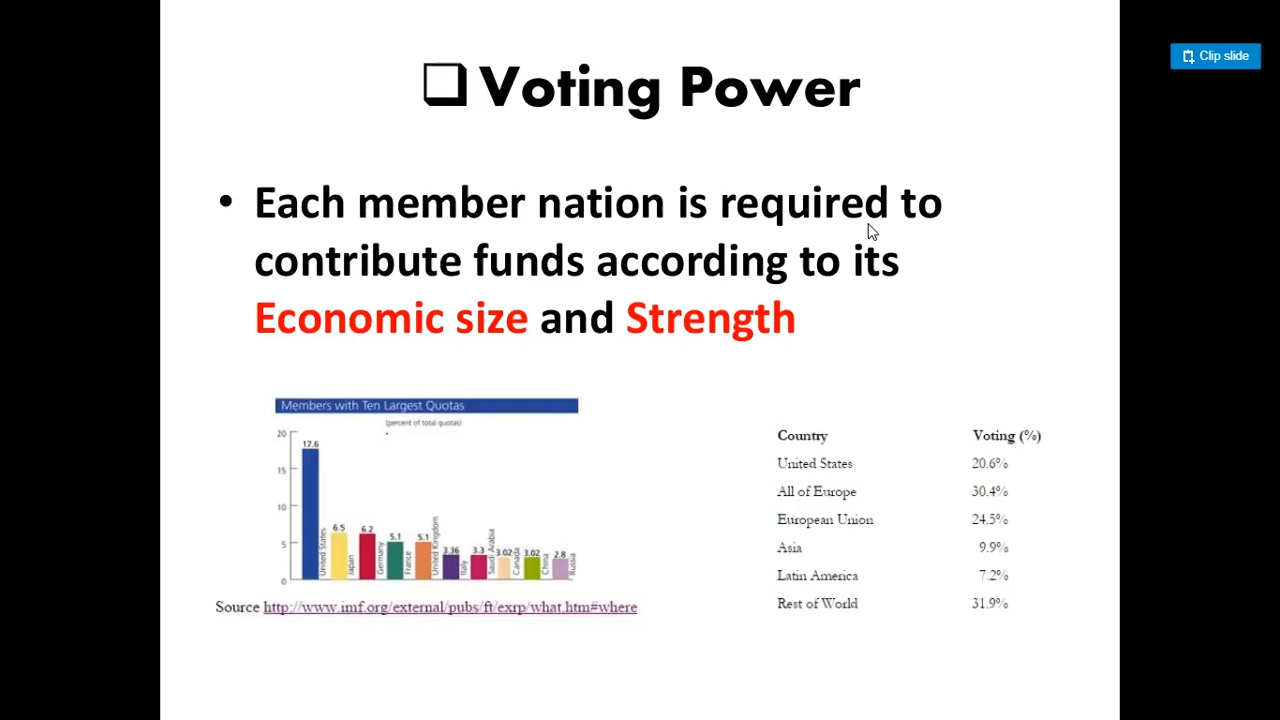 Clip slide
❑ Voting Power
• Each member nation is required to
contribute funds according to its
Economic size and Strength
Members with Ten Largest Quotas
(percent of total quotas)
20
15
10
5
0
17.6
6.5
6.2
5.1
5.1
3.36
3.3
3.02
3.02
2.8
United States
Japan
Germany
France
United Kingdom
Italy
Saudi Arabia
Canada
China
Russia
Source http://www.imf.org/external/pubs/ft/exrp/what.htm#where
Country Voting (%)
United States 20.6%
All of Europe 30.4%
European Union 24.5%
Asia 9.9%
Latin America 7.2%
Rest of World 31.9%